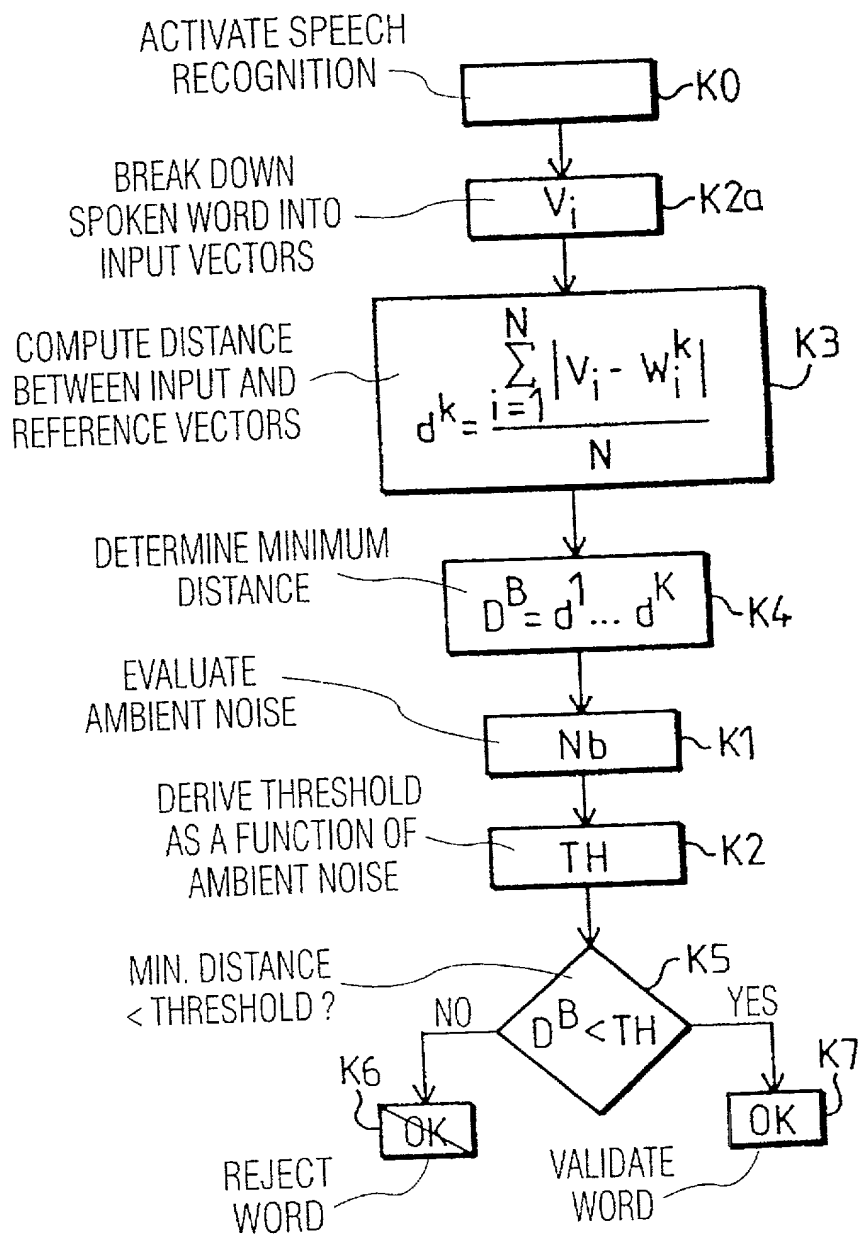 ACTIVATE SPEECH
RECOGNITION
K0
BREAK DOWN
SPOKEN WORD INTO
INPUT VECTORS
Vi
K2a
COMPUTE DISTANCE
BETWEEN INPUT AND
REFERENCE VECTORS
d^k = Σ_{i=1}^{N} |V_i - W_i^k| / N
K3
DETERMINE MINIMUM
DISTANCE
D^B = d^1 ... d^K
K4
EVALUATE
AMBIENT NOISE
Nb
K1
DERIVE THRESHOLD
AS A FUNCTION OF
AMBIENT NOISE
TH
K2
MIN. DISTANCE
< THRESHOLD ?
K5
D^B < TH
NO
YES
K6
OK
REJECT
WORD
K7
OK
VALIDATE
WORD